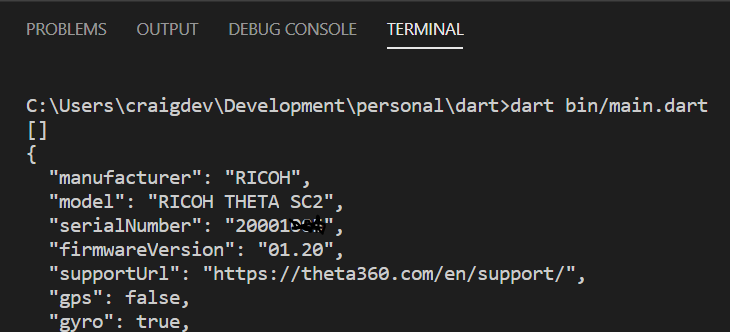 PROBLEMS OUTPUT DEBUG CONSOLE TERMINAL
C:\Users\craigdev\Development\personal\dart>dart bin/main.dart
[]
{
"manufacturer": "RICOH",
"model": "RICOH THETA SC2",
"serialNumber": "20001",
"firmwareVersion": "01.20",
"supportUrl": "https://theta360.com/en/support/",
"gps": false,
"gyro": true,